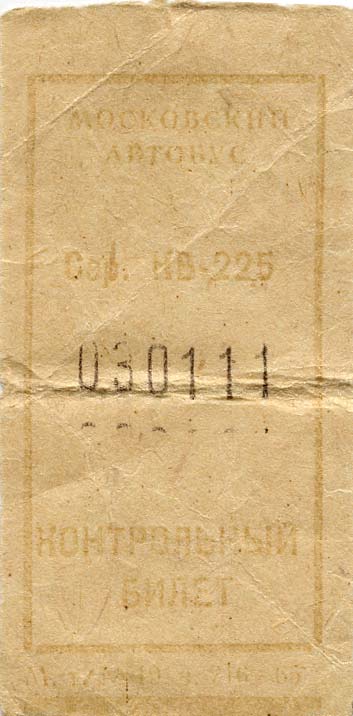 МОСКОВСКИЙ
АВТОБУС
Сер. НВ-225
030111
КОНТРОЛЬНЫЙ
БИЛЕТ